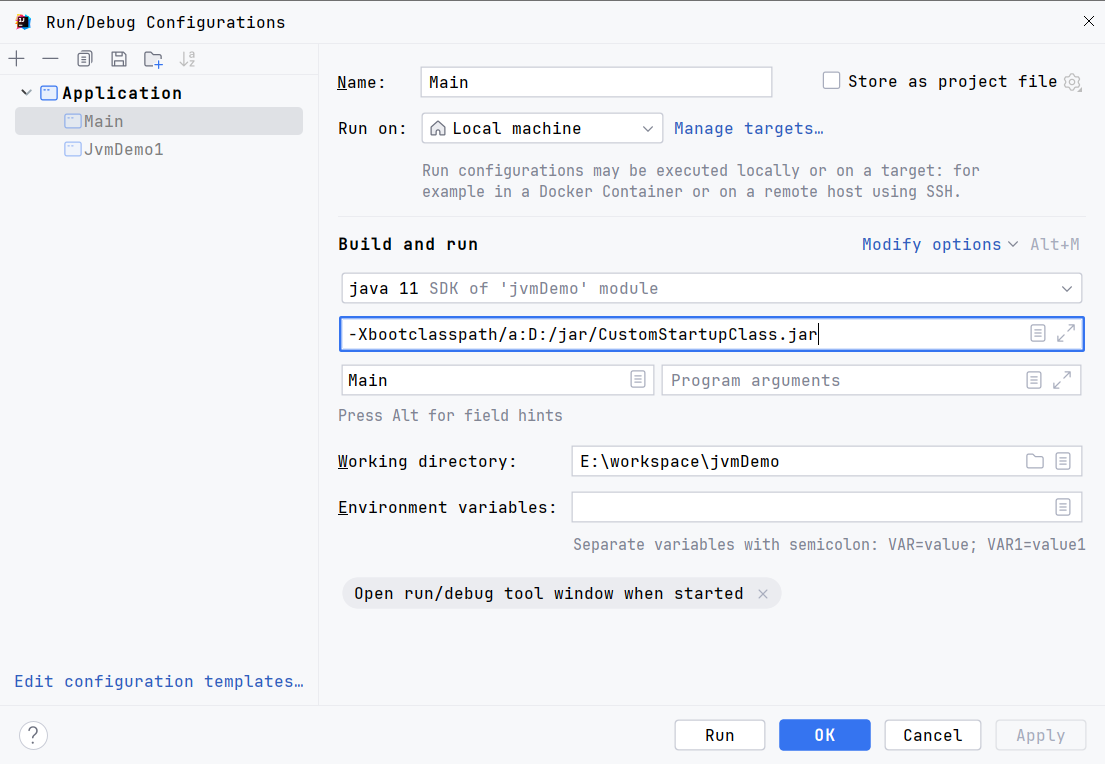 Run/Debug Configurations
Application
Main
JvmDemo1
Edit configuration templates…
Name: Main
Store as project file
Run on: Local machine Manage targets…
Run configurations may be executed locally or on a target: for
example in a Docker Container or on a remote host using SSH.
Build and run Modify options Alt+M
java 11 SDK of 'jvmDemo' module
-Xbootclasspath/a:D:/jar/CustomStartupClass.jar
Main Program arguments
Press Alt for field hints
Working directory: E:\workspace\jvmDemo
Environment variables:
Separate variables with semicolon: VAR=value; VAR1=value1
Open run/debug tool window when started ×
? Run OK Cancel Apply